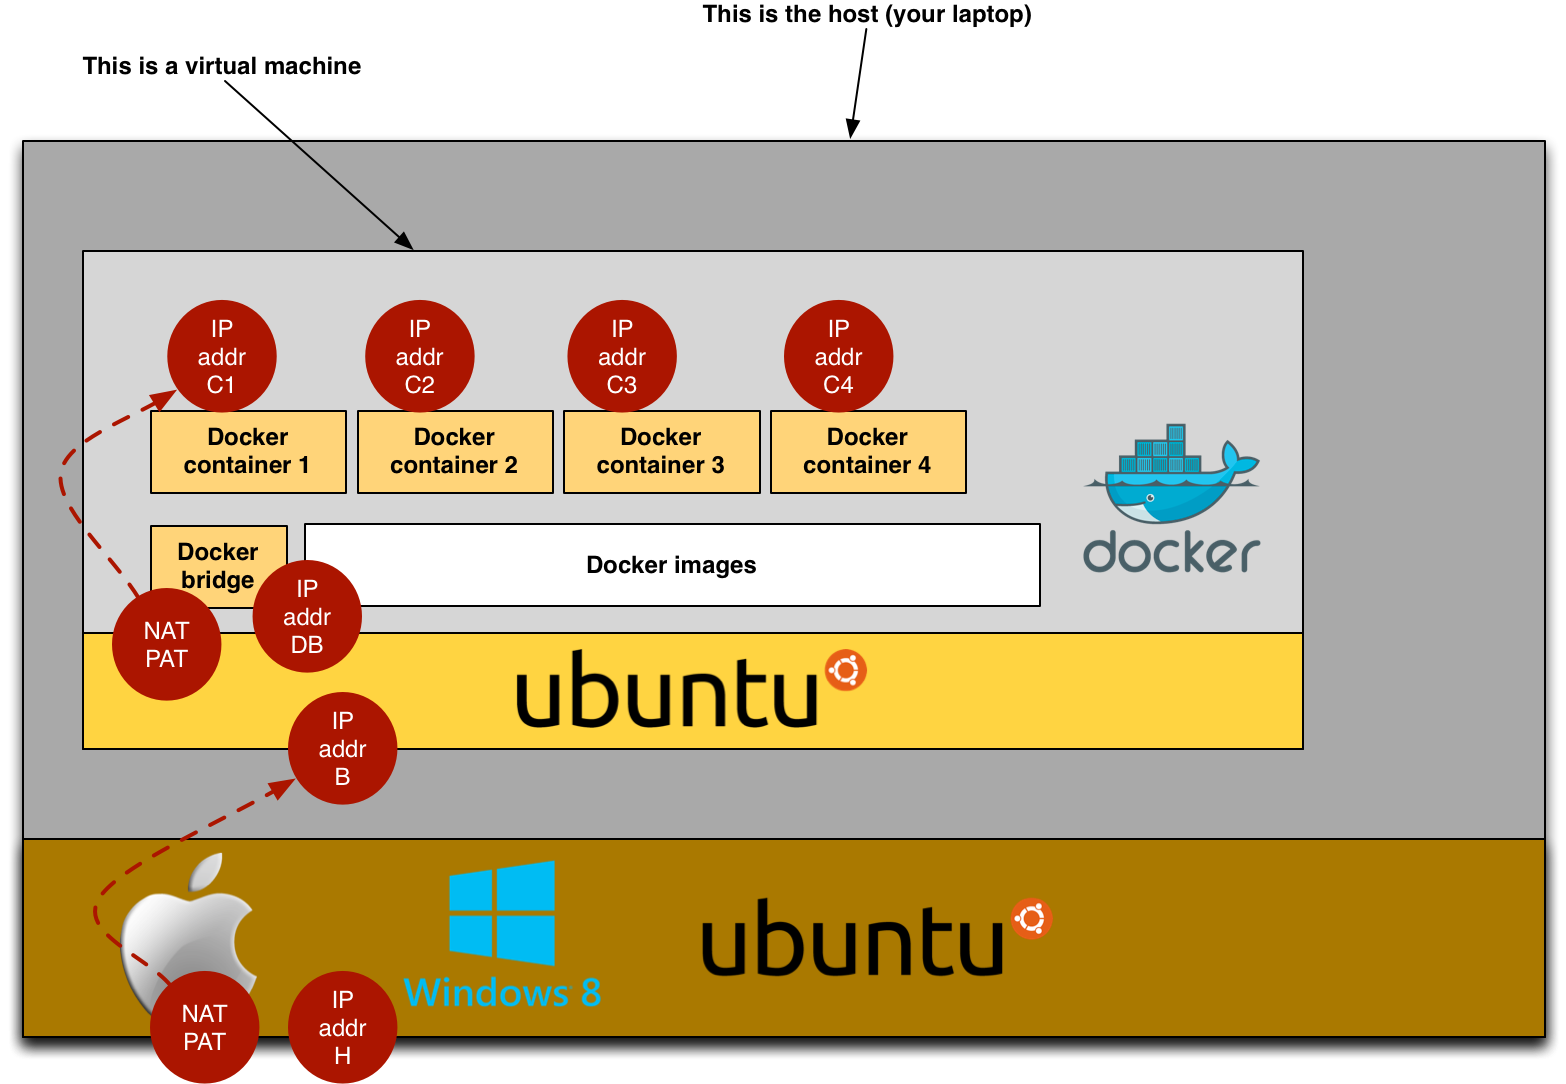 This is the host (your laptop)
This is a virtual machine
IP
addr
C1
IP
addr
C2
IP
addr
C3
IP
addr
C4
Docker
container 1
Docker
container 2
Docker
container 3
Docker
container 4
docker
Docker
bridge
Docker images
NAT
PAT
IP
addr
DB
ubuntu
IP
addr
B
Windows 8
ubuntu
NAT
PAT
IP
addr
H